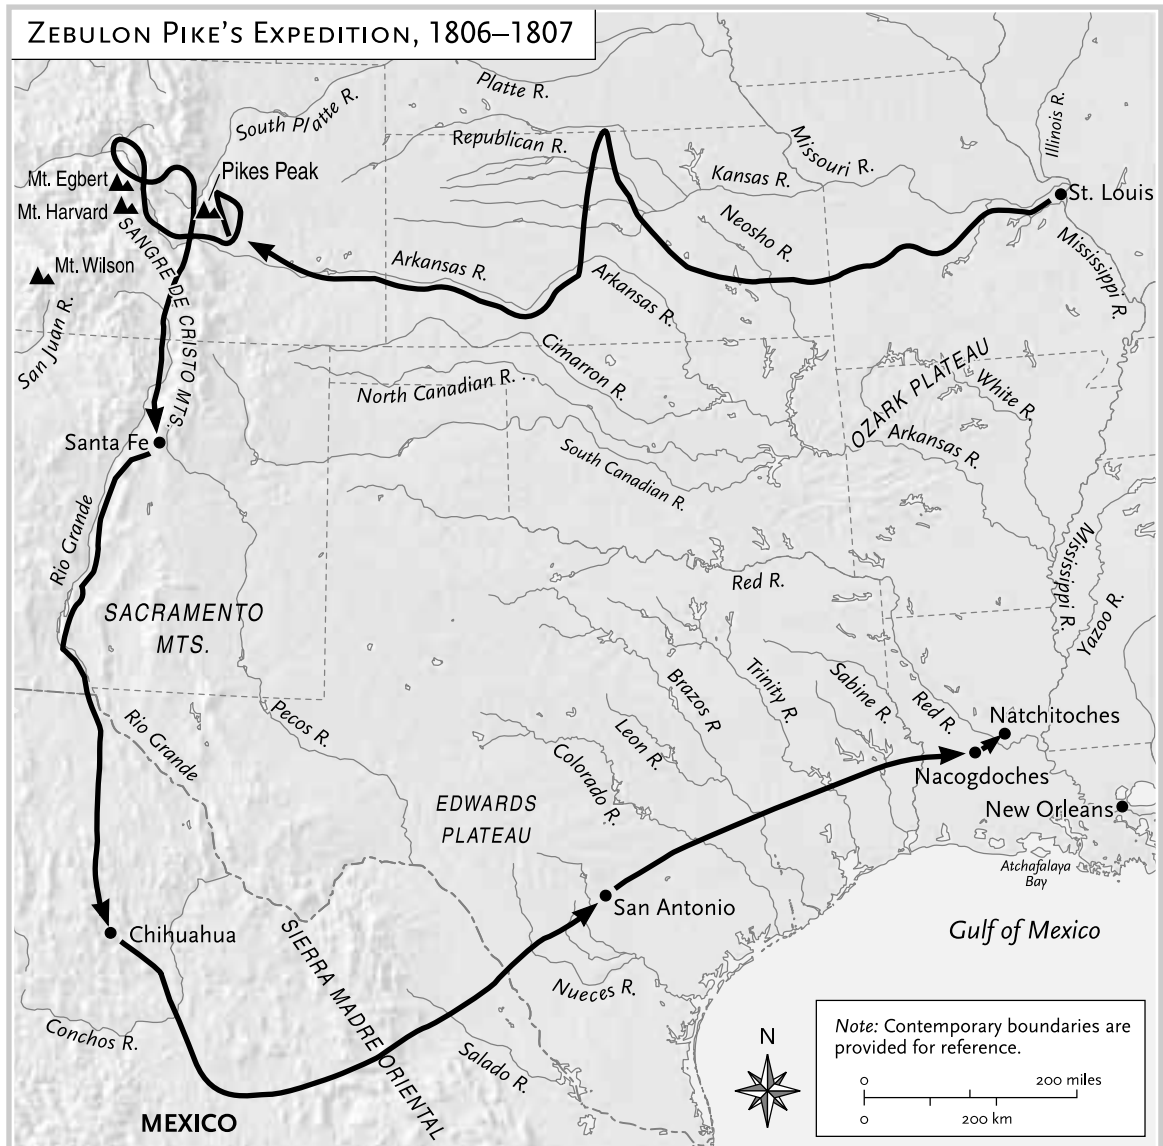 ZEBULON PIKE'S EXPEDITION, 1806–1807
Platte R.
South Platte R.
Illinois R.
Republican R.
Missouri R.
Pikes Peak
Mt. Egbert
Kansas R.
St. Louis
Mt. Harvard
Neosho R.
SANGRE DE CRISTO MTS.
Mississippi R.
Mt. Wilson
Arkansas R.
Arkansas R.
San Juan R.
Cimarron R.
North Canadian R. . . .
OZARK PLATEAU
White R.
Santa Fe
Arkansas R.
South Canadian R.
Rio Grande
Mississippi R.
Red R.
Yazoo R.
SACRAMENTO
MTS.
Brazos R
Trinity R.
Sabine R.
Red R.
Rio Grande
Pecos R.
Leon R.
Natchitoches
Colorado R.
Nacogdoches
EDWARDS
PLATEAU
New Orleans
Atchafalaya
Bay
San Antonio
Chihuahua
Gulf of Mexico
SIERRA MADRE ORIENTAL
Nueces R.
Conchos R.
Salado R.
MEXICO
N
Note: Contemporary boundaries are
provided for reference.
0 200 miles
0 200 km